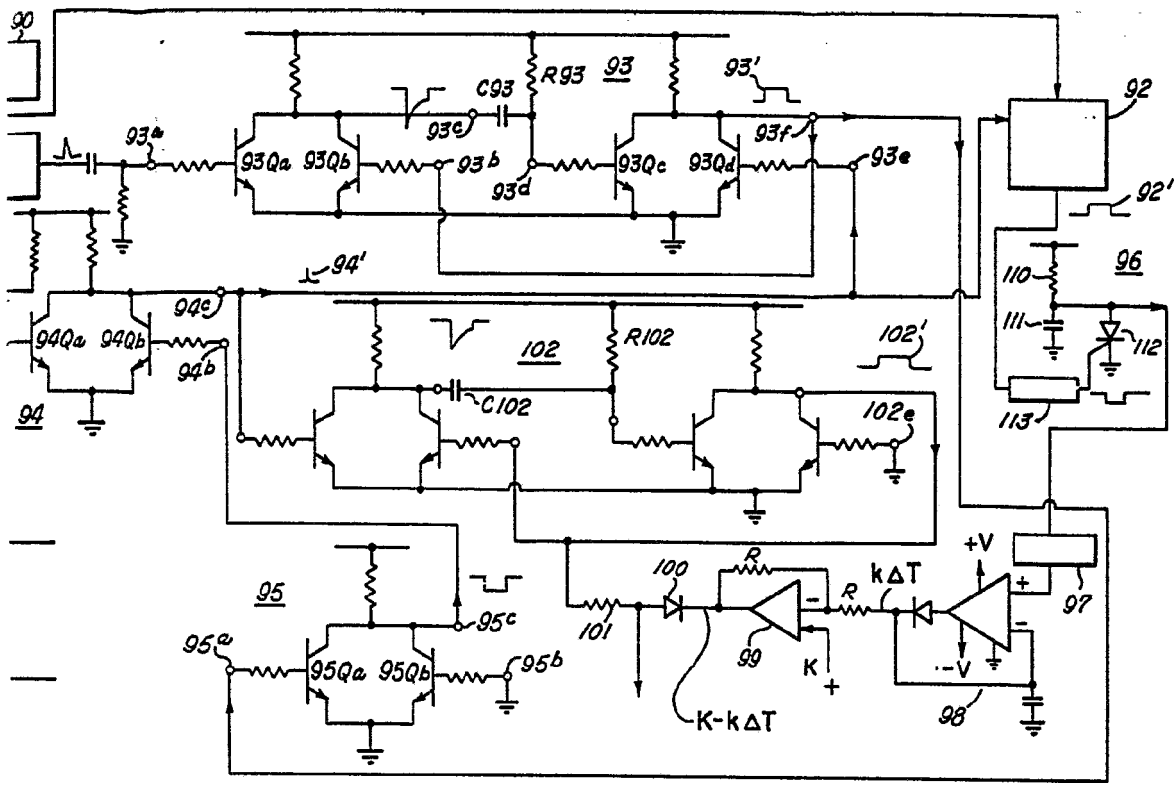 90
93a
93Qa
93Qb
93c
C93
93b
R93
93
93d
93Qc
93'
93f
93Qd
93e
92
92'
94'
94c
94Qa
94Qb
94b
94
102
C102
R102
102'
102e
110
111
96
112
113
95
95a
95Qa
95Qb
95c
95b
101
100
R
99
-
K
+
K-kΔT
R
kΔT
+V
-V
+
-
98
97